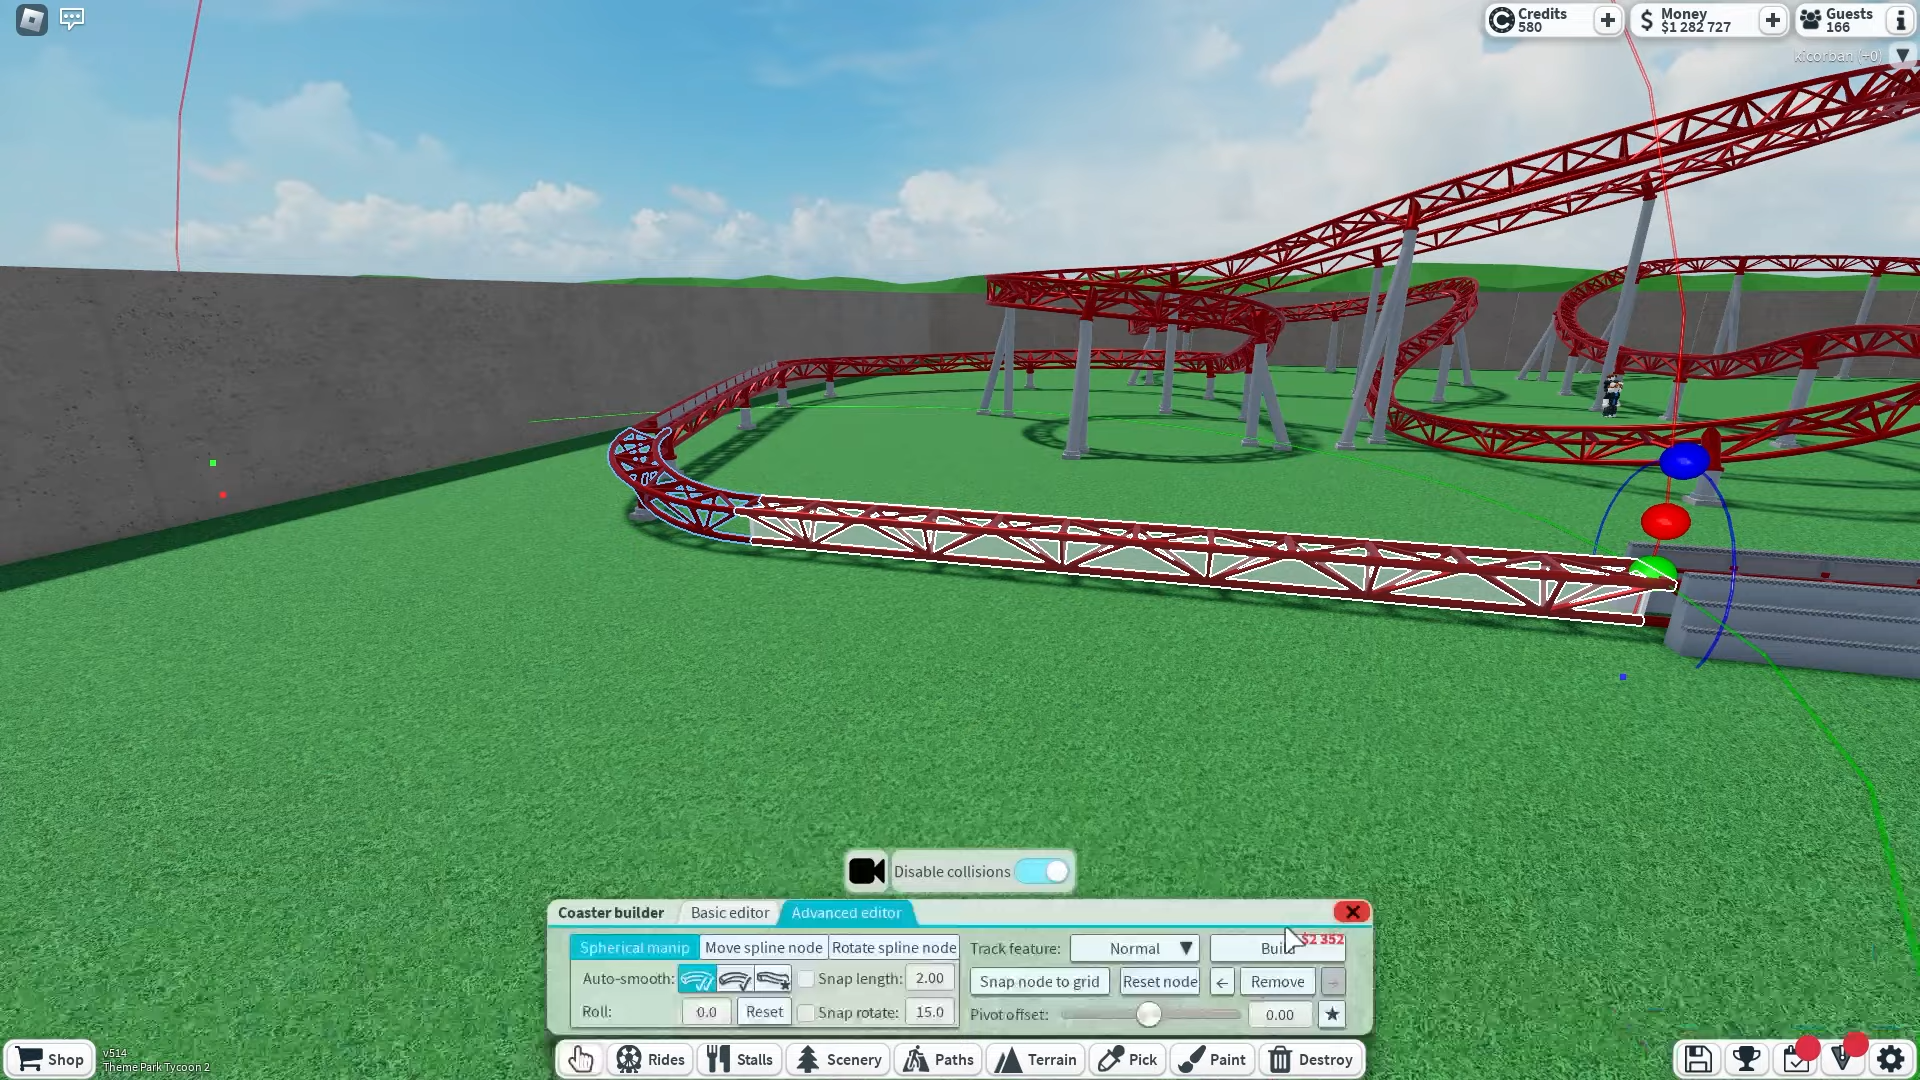 Credits
580
+
$ Money
$1 282 727
+
Guests
166
kicorban (+0)
Disable collisions
Coaster builder Basic editor Advanced editor
Spherical manip Move spline node Rotate spline node Track feature: Normal Build $2 352
Auto-smooth: Snap length: 2.00 Snap node to grid Reset node ← Remove →
Roll: 0.0 Reset Snap rotate: 15.0 Pivot offset: 0.00
Shop
v514
Theme Park Tycoon 2
Rides Stalls Scenery Paths Terrain Pick Paint Destroy